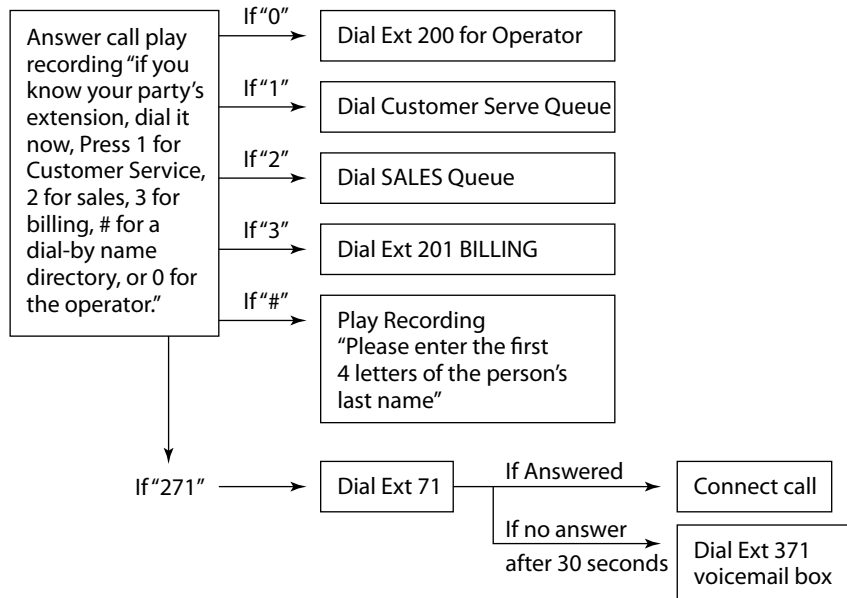 Answer call play
recording “if you
know your party’s
extension, dial it
now, Press 1 for
Customer Service,
2 for sales, 3 for
billing, # for a
dial-by name
directory, or 0 for
the operator.”
If “0”
Dial Ext 200 for Operator
If “1”
Dial Customer Serve Queue
If “2”
Dial SALES Queue
If “3”
Dial Ext 201 BILLING
If “#”
Play Recording
“Please enter the first
4 letters of the person’s
last name”
If “271”
Dial Ext 71
If Answered
Connect call
If no answer
after 30 seconds
Dial Ext 371
voicemail box